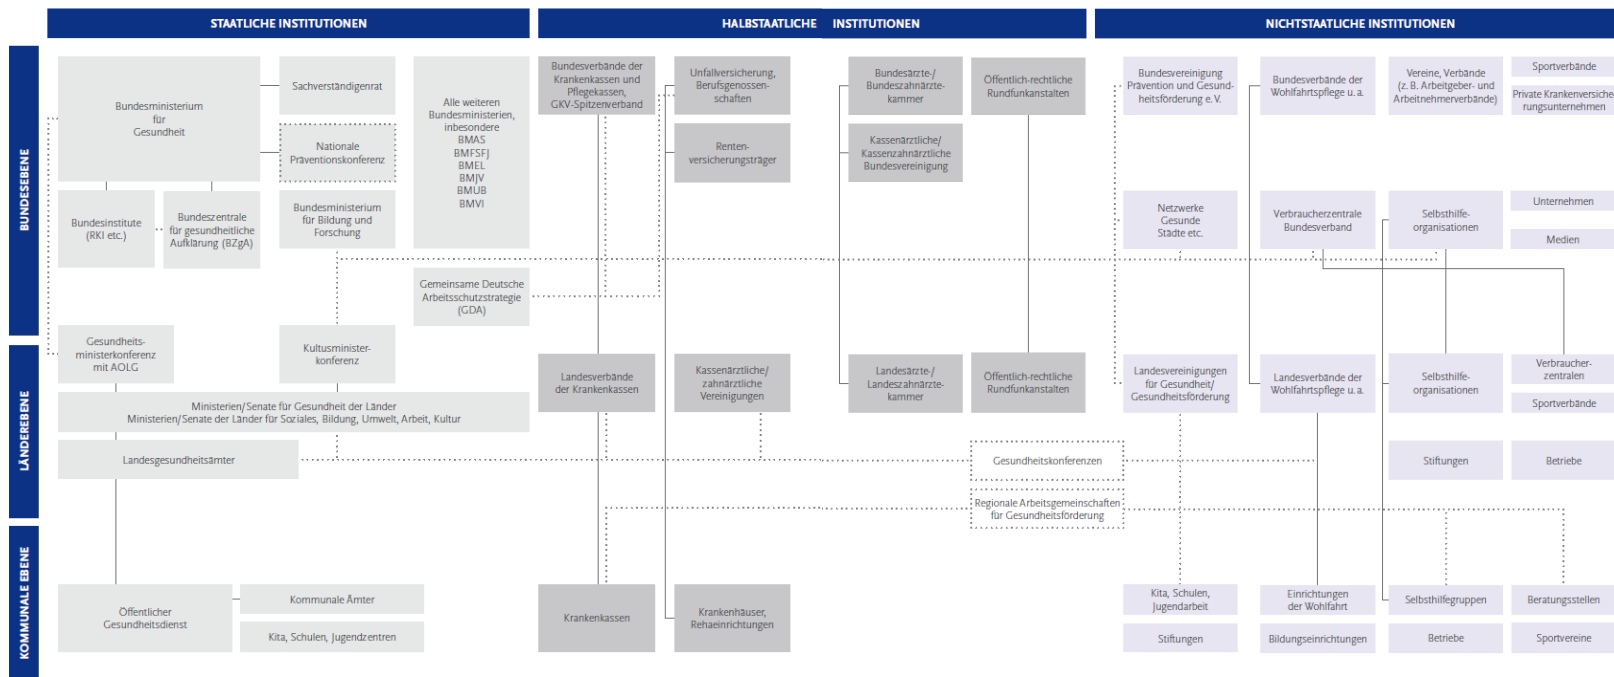 STAATLICHE INSTITUTIONEN
HALBSTAATLICHE INSTITUTIONEN
NICHTSTAATLICHE INSTITUTIONEN
BUNDESEBENE
Bundesministerium
für
Gesundheit
Sachverständigenrat
Nationale
Präventionskonferenz
Bundesinstitute
(RKI etc.)
Bundeszentrale
für gesundheitliche
Aufklärung (BZgA)
Bundesministerium
für Bildung und
Forschung
Alle weiteren
Bundesministerien,
inbesondere
BMAS
BMFSFJ
BMEL
BMJV
BMUB
BMVI
Gemeinsame Deutsche
Arbeitsschutzstrategie
(GDA)
Bundesverbände der
Krankenkassen und
Pflegekassen,
GKV-Spitzenverband
Unfallversicherung,
Berufsgenossen-
schaften
Renten-
versicherungsträger
Bundesärzte-/
Bundeszahnärzte-
kammer
Kassenärztliche/
Kassenzahnärztliche
Bundesvereinigung
Öffentlich-rechtliche
Rundfunkanstalten
Bundesvereinigung
Prävention und Gesund-
heitsförderung e. V.
Bundesverbände der
Wohlfahrtspflege u. a.
Vereine, Verbände
(z. B. Arbeitgeber- und
Arbeitnehmerverbände)
Sportverbände
Private Krankenversiche-
rungsunternehmen
Netzwerke
Gesunde
Städte etc.
Verbraucherzentrale
Bundesverband
Selbsthilfe-
organisationen
Unternehmen
Medien
LÄNDEREBENE
Gesundheits-
ministerkonferenz
mit AOLG
Kultusminister-
konferenz
Ministerien/Senate für Gesundheit der Länder
Ministerien/Senate der Länder für Soziales, Bildung, Umwelt, Arbeit, Kultur
Landesgesundheitsämter
Landesverbände
der Krankenkassen
Kassenärztliche/
zahnärztliche
Vereinigungen
Landesärzte-/
Landeszahnärzte-
kammer
Öffentlich-rechtliche
Rundfunkanstalten
Landesvereinigungen
für Gesundheit/
Gesundheitsförderung
Landesverbände der
Wohlfahrtspflege u. a.
Selbsthilfe-
organisationen
Verbraucher-
zentralen
Sportverbände
Gesundheitskonferenzen
Stiftungen
Betriebe
Regionale Arbeitsgemeinschaften
für Gesundheitsförderung
KOMMUNALE EBENE
Öffentlicher
Gesundheitsdienst
Kommunale Ämter
Kita, Schulen, Jugendzentren
Krankenkassen
Krankenhäuser,
Rehaeinrichtungen
Kita, Schulen,
Jugendarbeit
Stiftungen
Einrichtungen
der Wohlfahrt
Bildungseinrichtungen
Selbsthilfegruppen
Betriebe
Beratungsstellen
Sportvereine